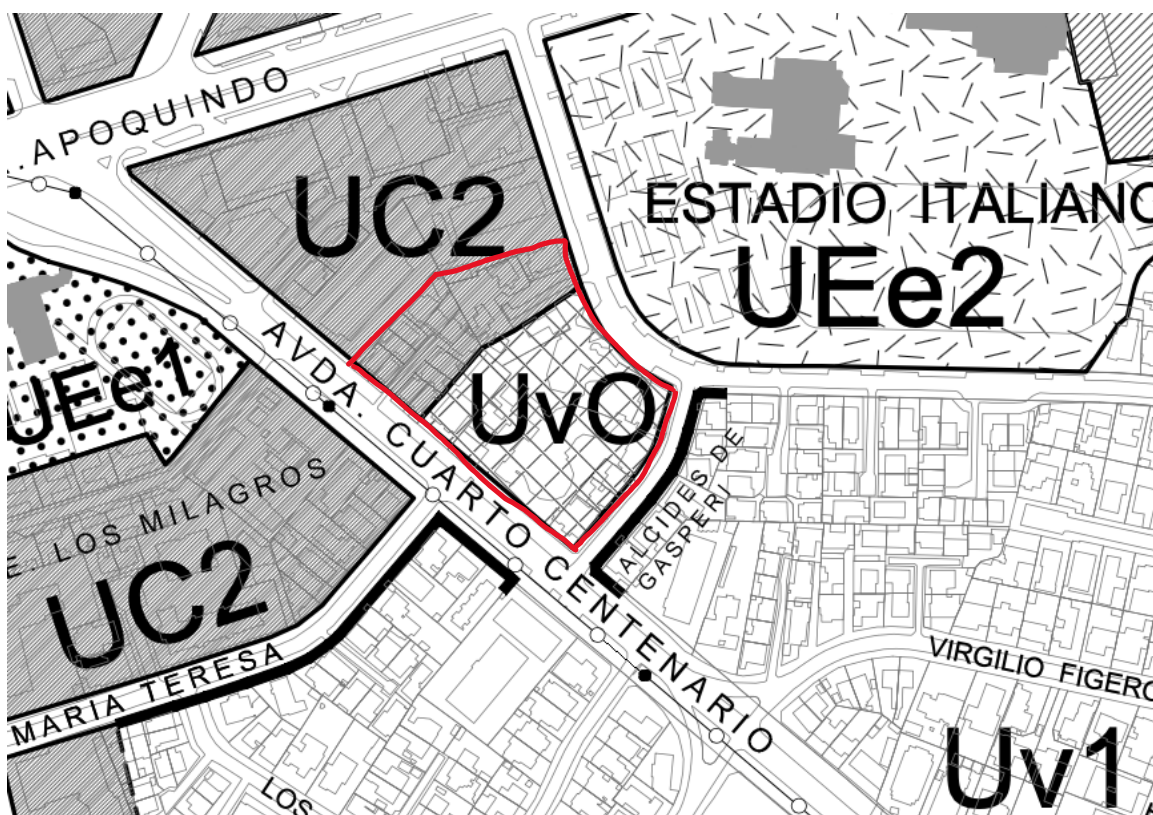 . APOQUINDO
UC2
ESTADIO ITALIANO
UEe2
UEe1
AVDA. CUARTO CENTENARIO
UvO
ALCIDES DE
GASPERI
E. LOS MILAGROS
UC2
MARIA TERESA
VIRGILIO FIGERO
Uv1
LOS